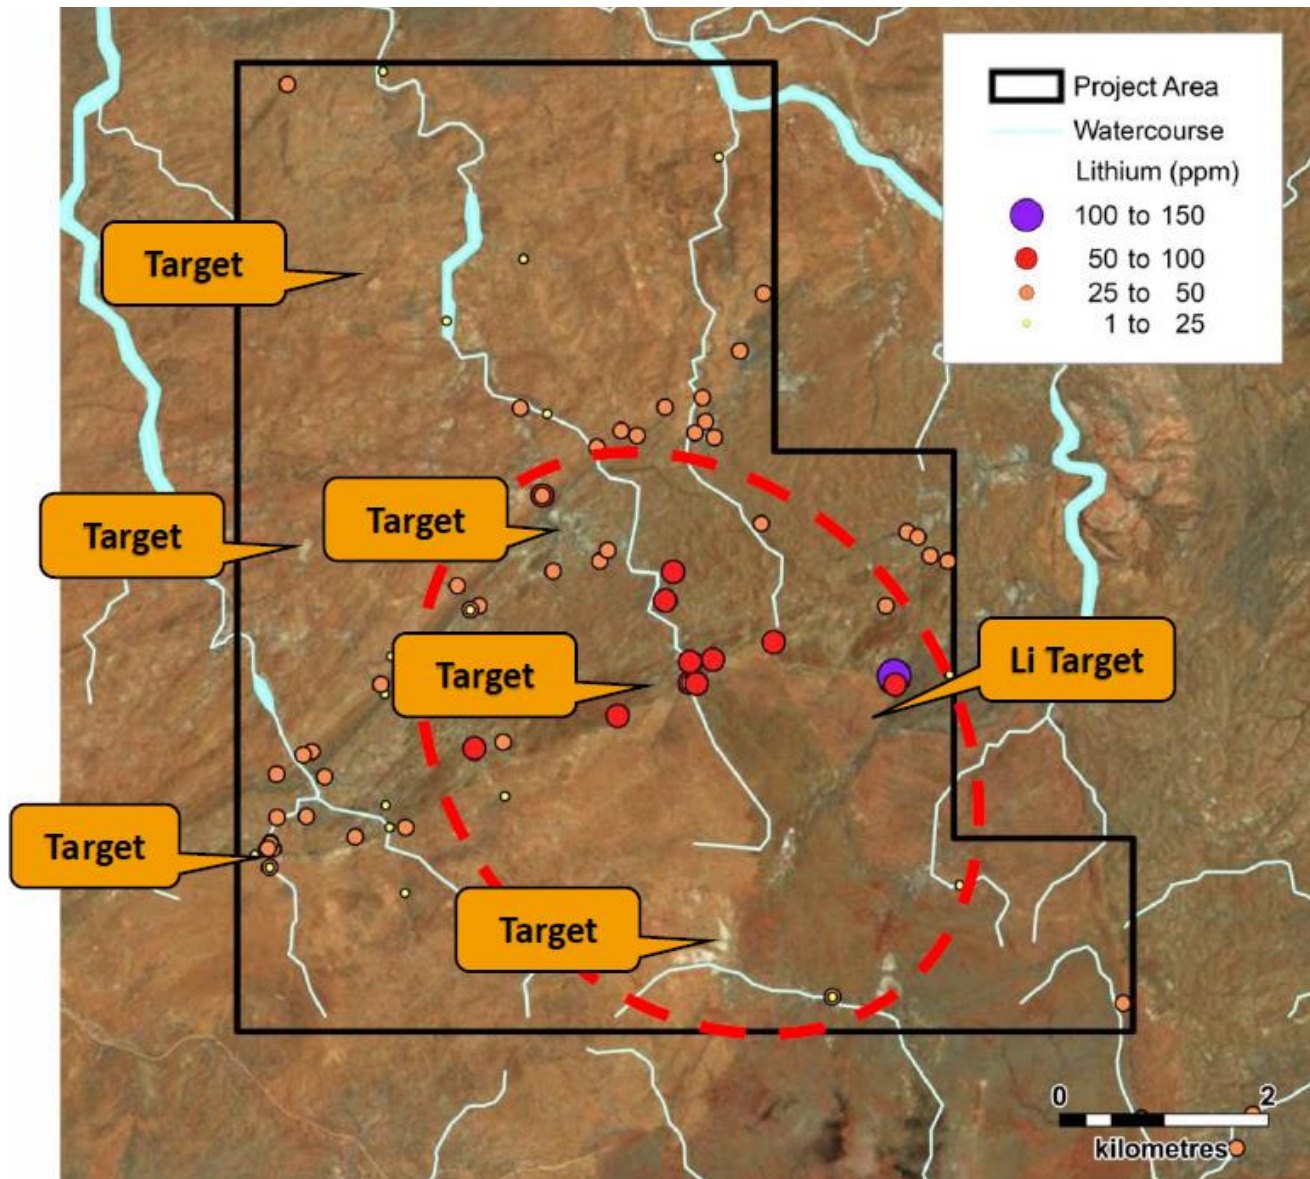 Project Area
Watercourse
Lithium (ppm)
100 to 150
50 to 100
25 to 50
1 to 25
Target
Target
Target
Target
Li Target
Target
Target
0 2
kilometres